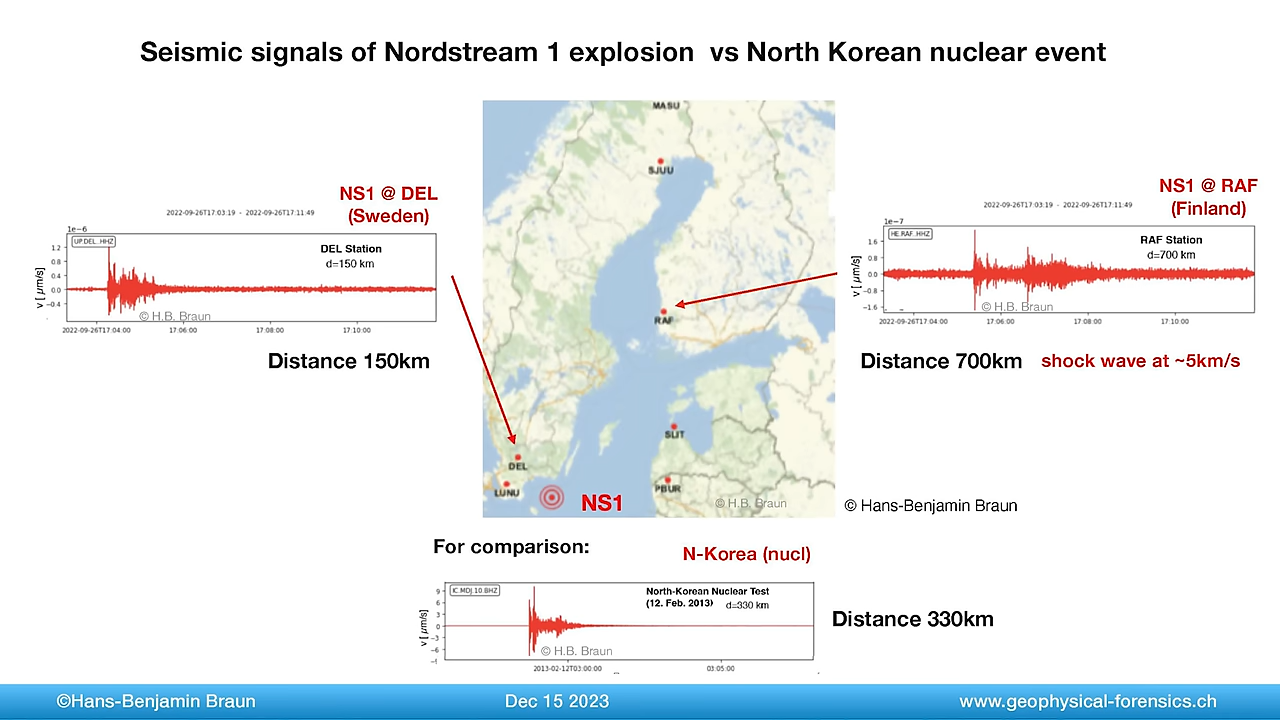 Seismic signals of Nordstream 1 explosion vs North Korean nuclear event
NS1 @ DEL
(Sweden)
2022-09-26T17:03:19 - 2022-09-26T17:11:49
1e−6
UP.DEL..HHZ
DEL Station
d=150 km
v [ μm/s]
1.2
0.8
0.4
0.0
−0.4
© H.B. Braun
2022-09-26T17:04:00
17:06:00
17:08:00
17:10:00
Distance 150km
MASU
SJUU
RAF
SLIT
DEL
LUNU
PBUR
NS1
© H.B. Braun
NS1 @ RAF
(Finland)
2022-09-26T17:03:19 - 2022-09-26T17:11:49
1e−7
HE.RAF..HHZ
RAF Station
d=700 km
v [ μm/s]
1.6
0.8
0.0
−0.8
−1.6
© H.B. Braun
2022-09-26T17:04:00
17:06:00
17:08:00
17:10:00
Distance 700km shock wave at ~5km/s
© Hans-Benjamin Braun
For comparison:
N-Korea (nucl)
IC.MDJ.10.BHZ
North-Korean Nuclear Test
(12. Feb. 2013) d=330 km
v [ μm/s]
9
6
3
0
−3
−6
© H.B. Braun
2013-02-12T03:00:00
03:05:00
Distance 330km
©Hans-Benjamin Braun
Dec 15 2023
www.geophysical-forensics.ch